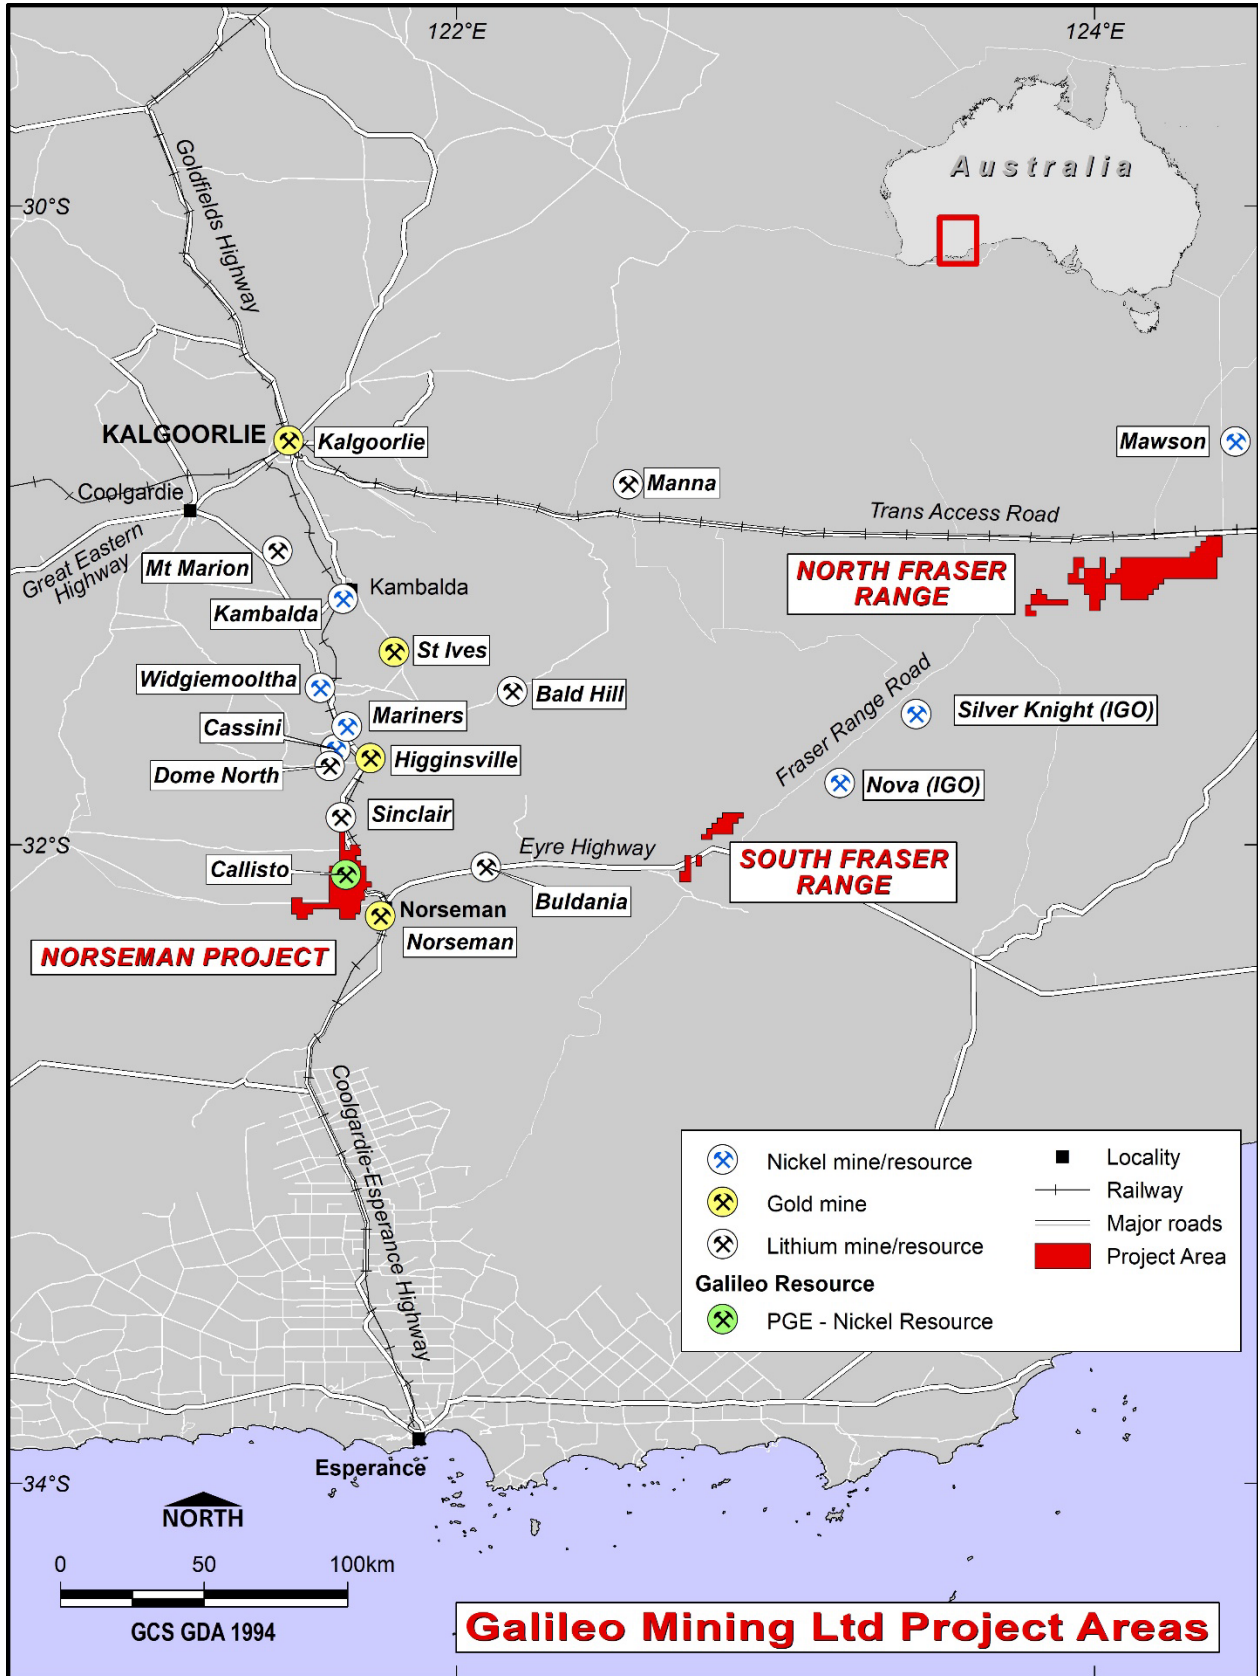 122°E
124°E
Australia
30°S
Goldfields Highway
KALGOORLIE
Kalgoorlie
Mawson
Manna
Coolgardie
Trans Access Road
Great Eastern
Highway
Mt Marion
NORTH FRASER
RANGE
Kambalda
Kambalda
St Ives
Widgiemooltha
Bald Hill
Fraser Range Road
Silver Knight (IGO)
Mariners
Cassini
Higginsville
Dome North
Nova (IGO)
Sinclair
32°S
Eyre Highway
SOUTH FRASER
RANGE
Callisto
Buldania
Norseman
Norseman
NORSEMAN PROJECT
Coolgardie-Esperance Highway
Nickel mine/resource
Gold mine
Lithium mine/resource
Galileo Resource
PGE - Nickel Resource
Locality
Railway
Major roads
Project Area
Esperance
34°S
NORTH
0 50 100km
GCS GDA 1994
Galileo Mining Ltd Project Areas